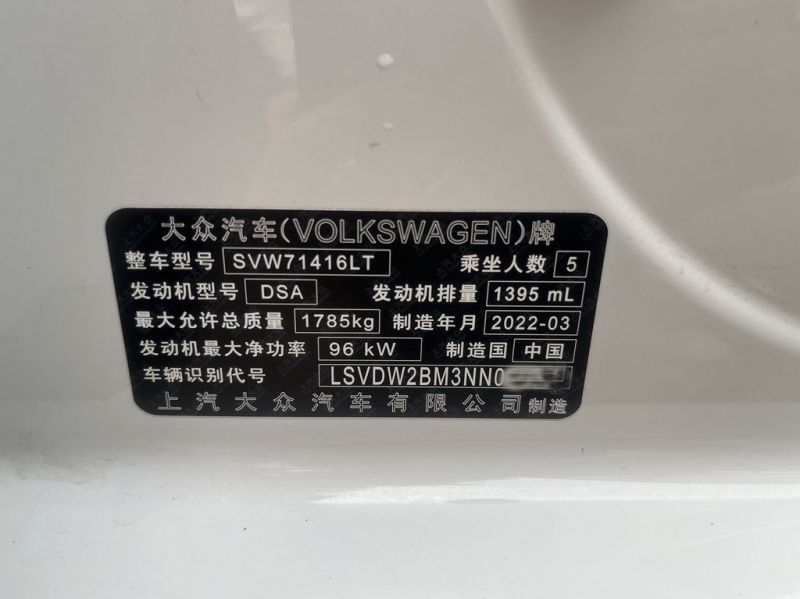 大众汽车(VOLKSWAGEN)牌
整车型号 SVW71416LT 乘坐人数 5
发动机型号 DSA 发动机排量 1395 mL
最大允许总质量 1785kg 制造年月 2022-03
发动机最大净功率 96 kW 制造国 中国
车辆识别代号 LSVDW2BM3NN0
上汽大众汽车有限公司制造